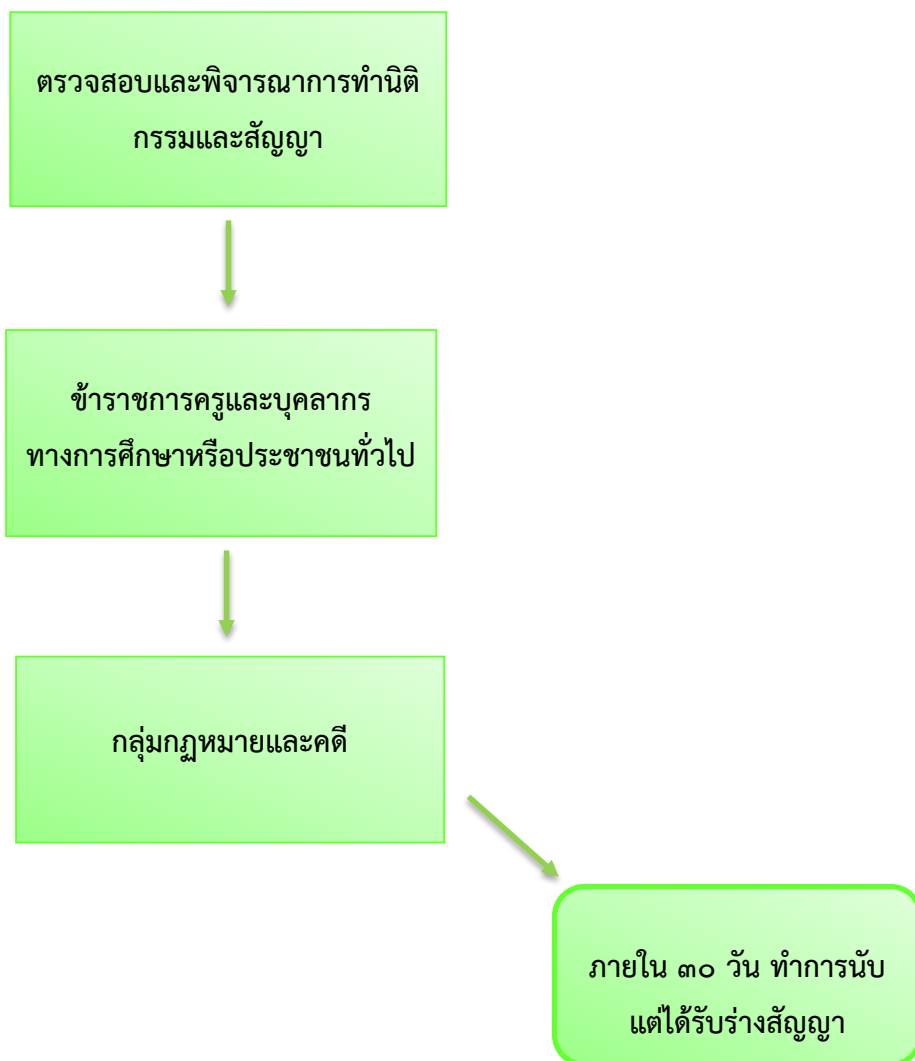 ตรวจสอบและพิจารณาการทำนิติ
กรรมและสัญญา
ข้าราชการครูและบุคลากร
ทางการศึกษาหรือประชาชนทั่วไป
กลุ่มกฎหมายและคดี
ภายใน ๓๐ วัน ทำการนับ
แต่ได้รับร่างสัญญา